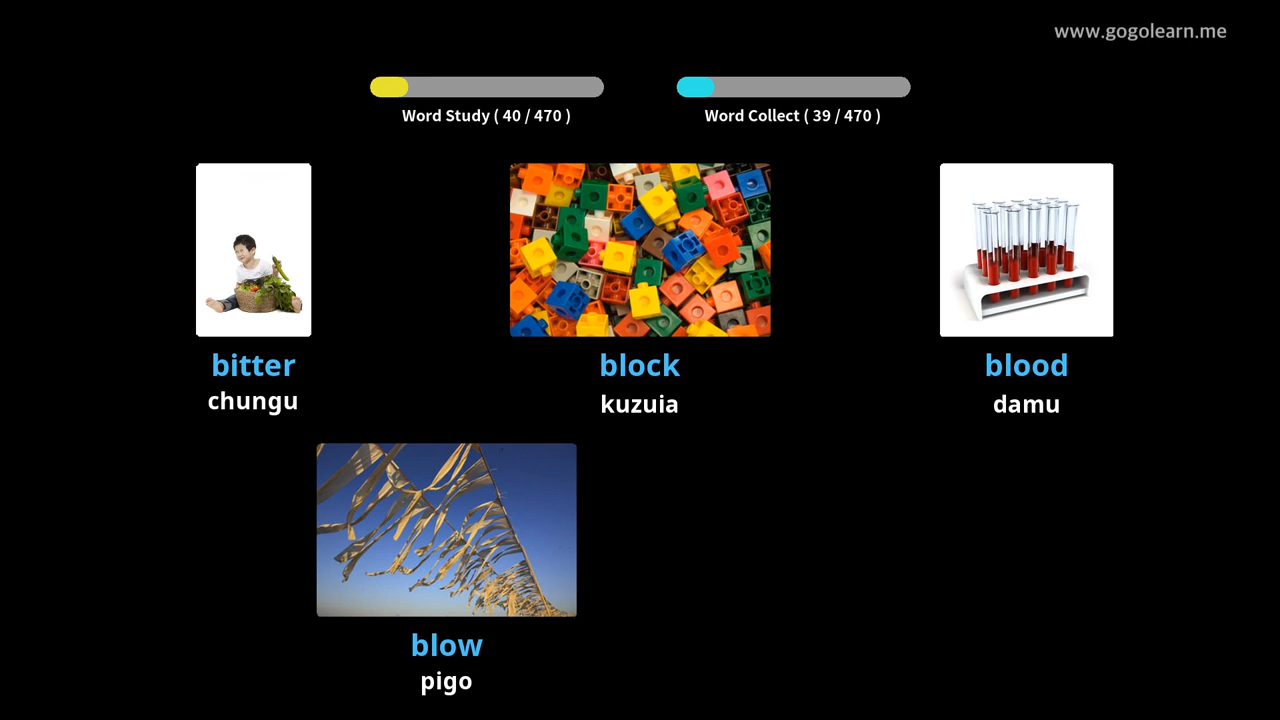 www.gogolearn.me
Word Study ( 40 / 470 )
Word Collect ( 39 / 470 )
bitter
chungu
block
kuzuia
blood
damu
blow
pigo